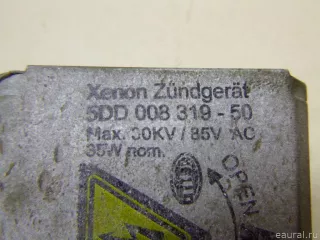 Xenon Zündgerät
5DD 008 319 - 50
Max. 30KV / 85V AC
35W nom.
OPEN
© eaural.ru